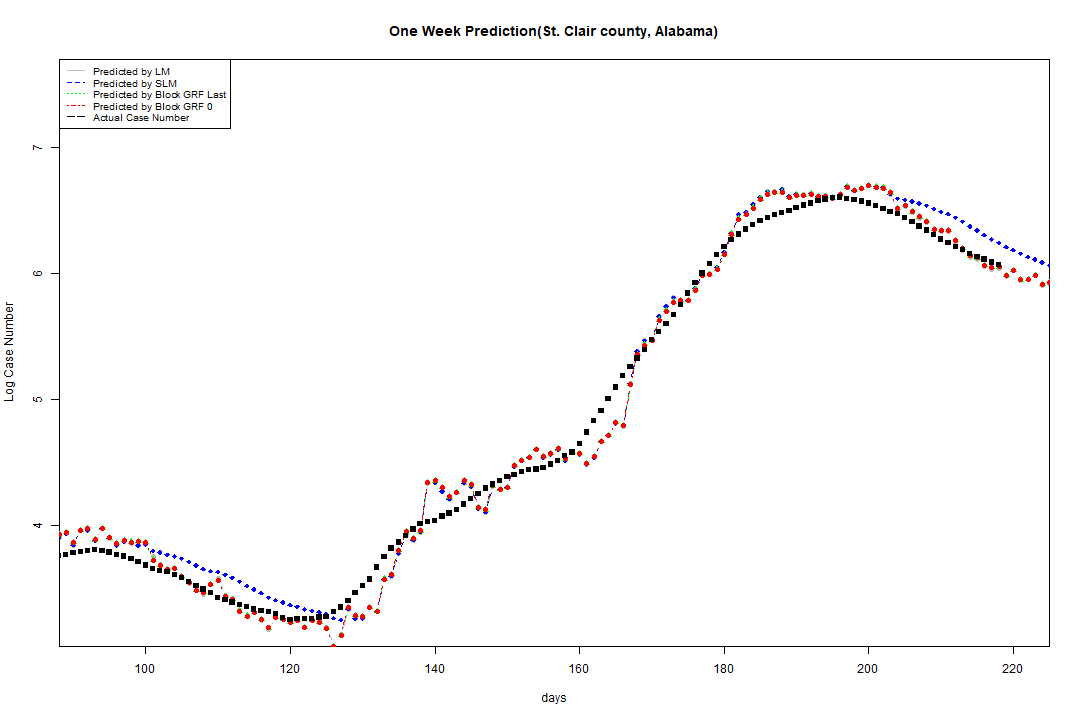 One Week Prediction(St. Clair county, Alabama)
Predicted by LM
Predicted by SLM
Predicted by Block GRF Last
Predicted by Block GRF 0
Actual Case Number
7
6
5
4
Log Case Number
100 120 140 160 180 200 220
days